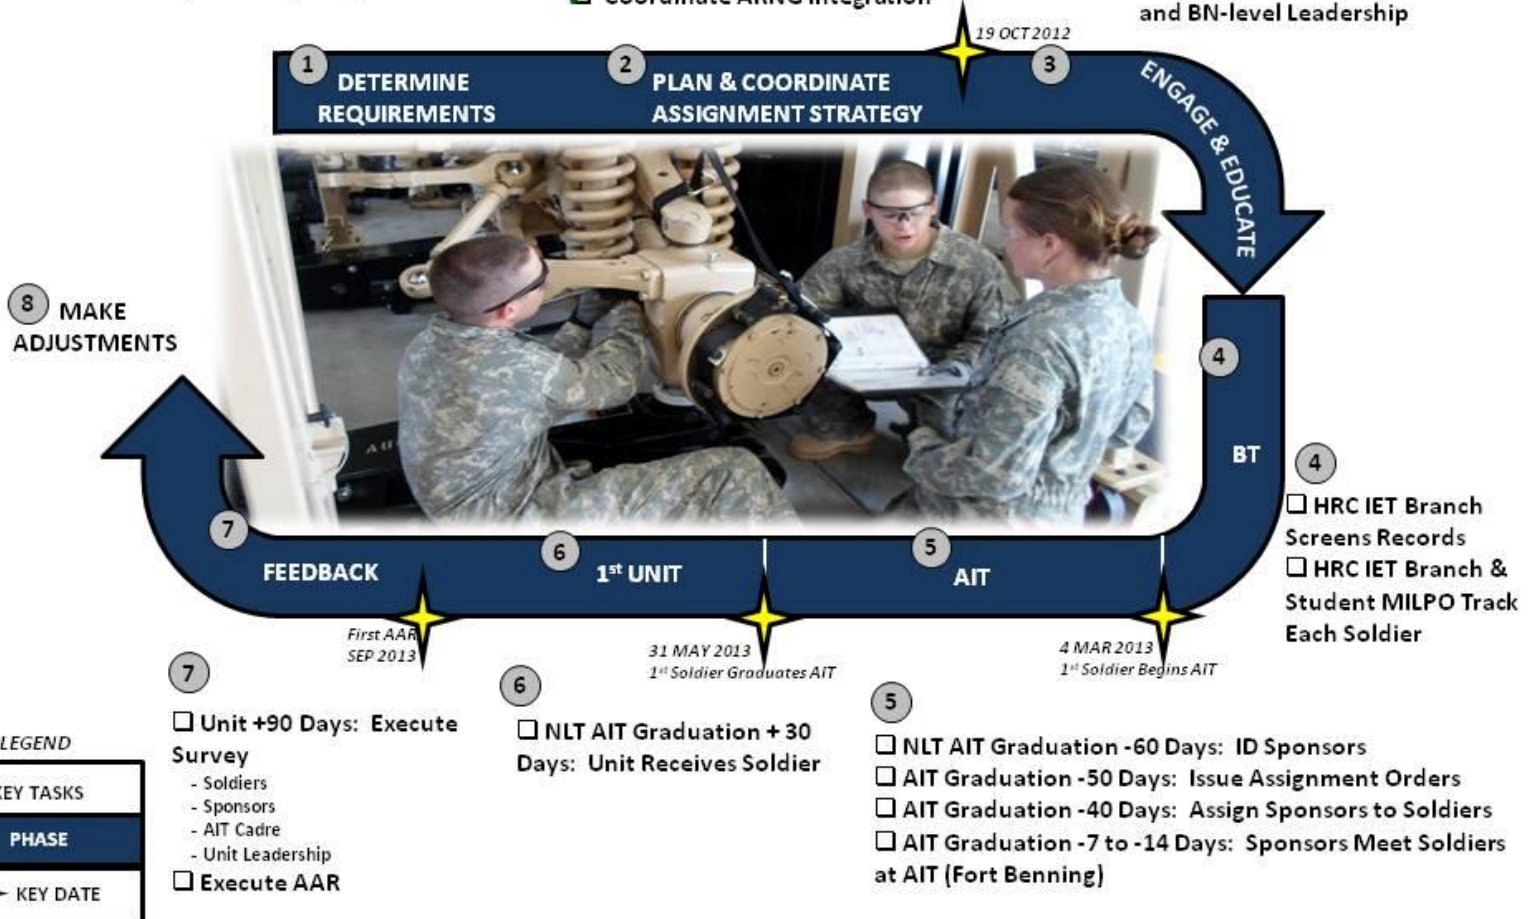 Coordinate ARNG Integration
and BN-level Leadership
19 OCT 2012
1
DETERMINE
REQUIREMENTS
2
PLAN & COORDINATE
ASSIGNMENT STRATEGY
3
ENGAGE & EDUCATE
4
BT
4
❑ HRC IET Branch
Screens Records
❑ HRC IET Branch &
Student MILPO Track
Each Soldier
8 MAKE
ADJUSTMENTS
7
FEEDBACK
6
1st UNIT
5
AIT
First AAR
SEP 2013
31 MAY 2013
1st Soldier Graduates AIT
4 MAR 2013
1st Soldier Begins AIT
7
❑ Unit +90 Days: Execute
Survey
- Soldiers
- Sponsors
- AIT Cadre
- Unit Leadership
❑ Execute AAR
6
❑ NLT AIT Graduation + 30
Days: Unit Receives Soldier
5
❑ NLT AIT Graduation -60 Days: ID Sponsors
❑ AIT Graduation -50 Days: Issue Assignment Orders
❑ AIT Graduation -40 Days: Assign Sponsors to Soldiers
❑ AIT Graduation -7 to -14 Days: Sponsors Meet Soldiers
at AIT (Fort Benning)
LEGEND
KEY TASKS
PHASE
KEY DATE